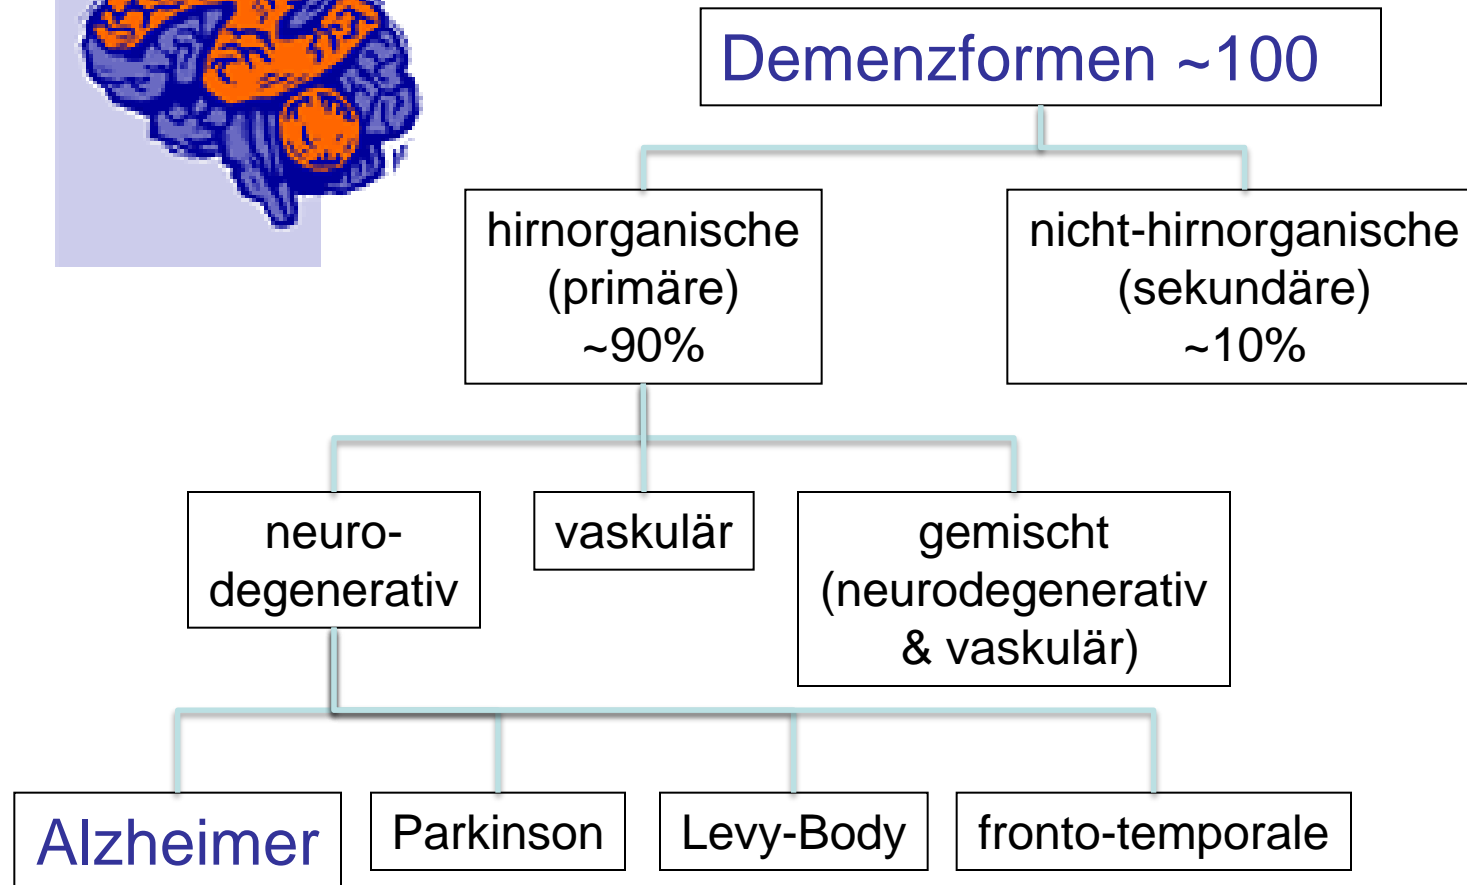 Demenzformen ~100
hirnorganische
(primäre)
~90%
nicht-hirnorganische
(sekundäre)
~10%
neuro-
degenerativ
vaskulär
gemischt
(neurodegenerativ
& vaskulär)
Alzheimer
Parkinson
Levy-Body
fronto-temporale